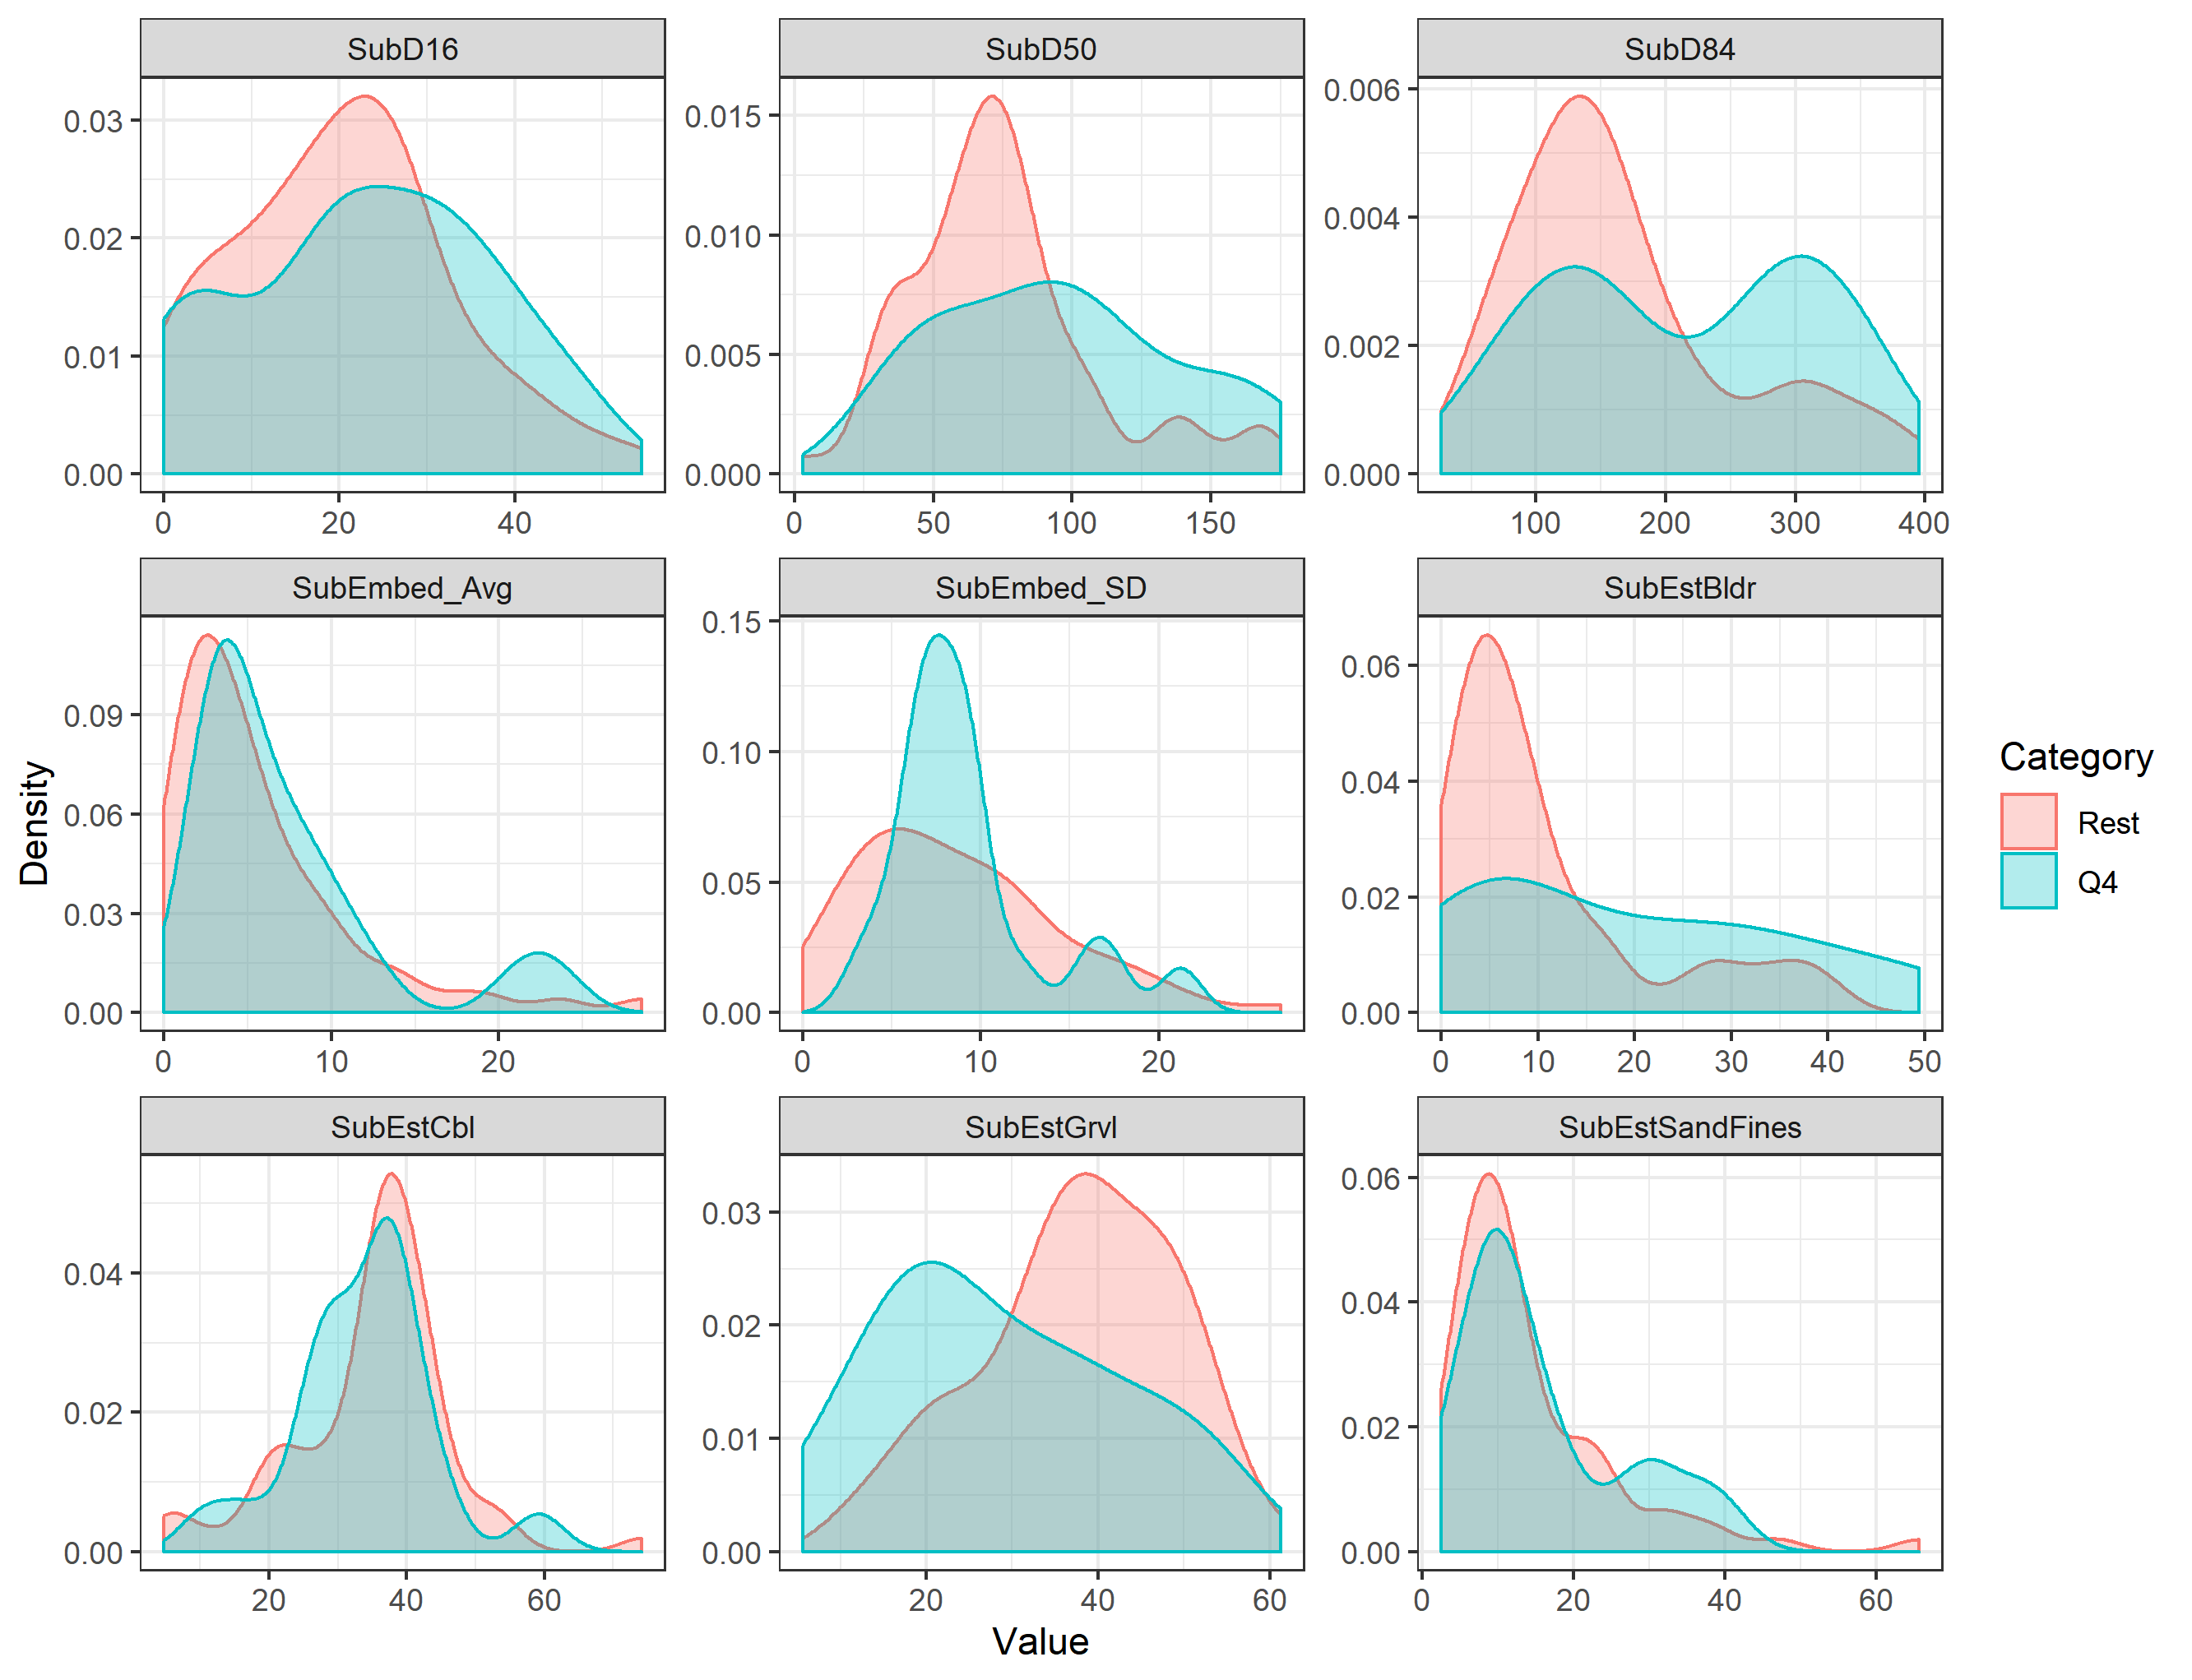 SubD16 SubD50 SubD84
0.03 0.015 0.006
0.02 0.010 0.004
0.01 0.005 0.002
0.00 0.000 0.000
0 20 40 0 50 100 150 100 200 300 400
SubEmbed_Avg SubEmbed_SD SubEstBldr
0.09 0.15 0.06
0.06 0.10 0.04
0.03 0.05 0.02
0.00 0.00 0.00
0 10 20 0 10 20 0 10 20 30 40 50
SubEstCbl SubEstGrvl SubEstSandFines
0.04 0.03 0.06
0.02 0.02 0.04
0.00 0.01 0.02
0.00 0.00
20 40 60 20 40 60 0 20 40 60
Value
Density
Category
Rest
Q4